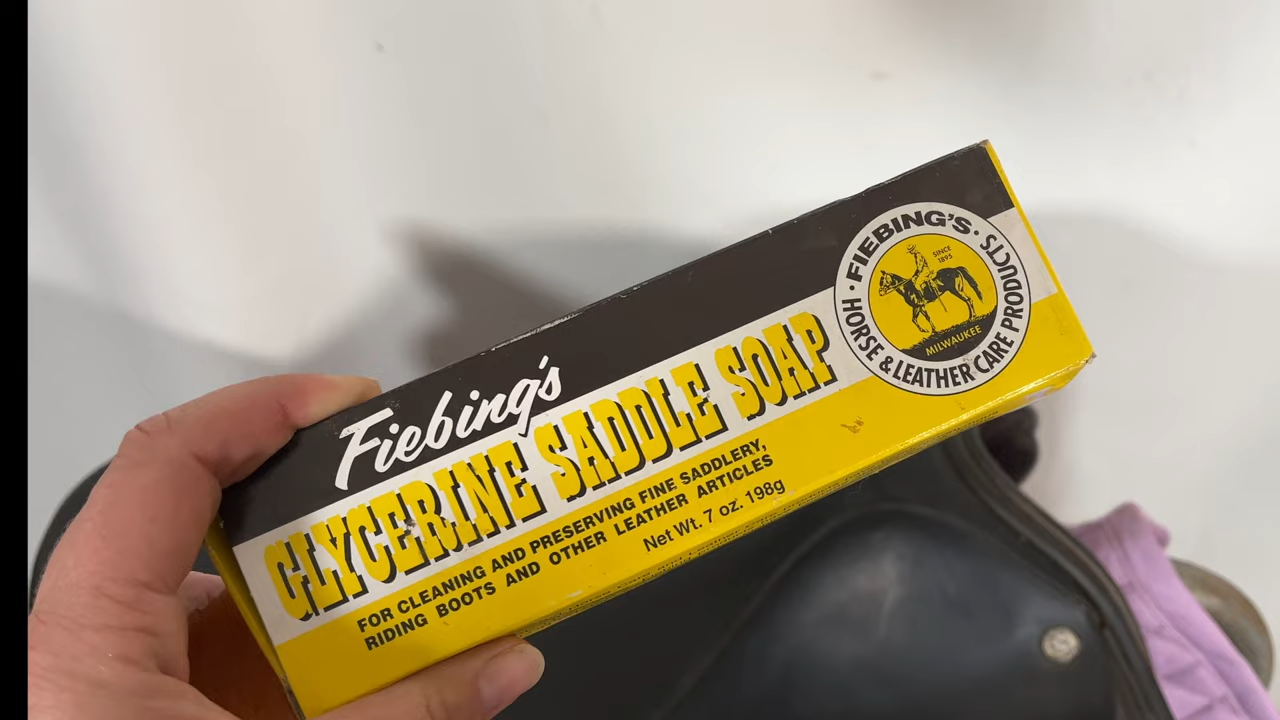 Fiebing's
GLYCERINE SADDLE SOAP
FOR CLEANING AND PRESERVING FINE SADDLERY,
RIDING BOOTS AND OTHER LEATHER ARTICLES
Net Wt. 7 oz. 198g
· FIEBING'S ·
HORSE & LEATHER CARE PRODUCTS
SINCE
1895
MILWAUKEE